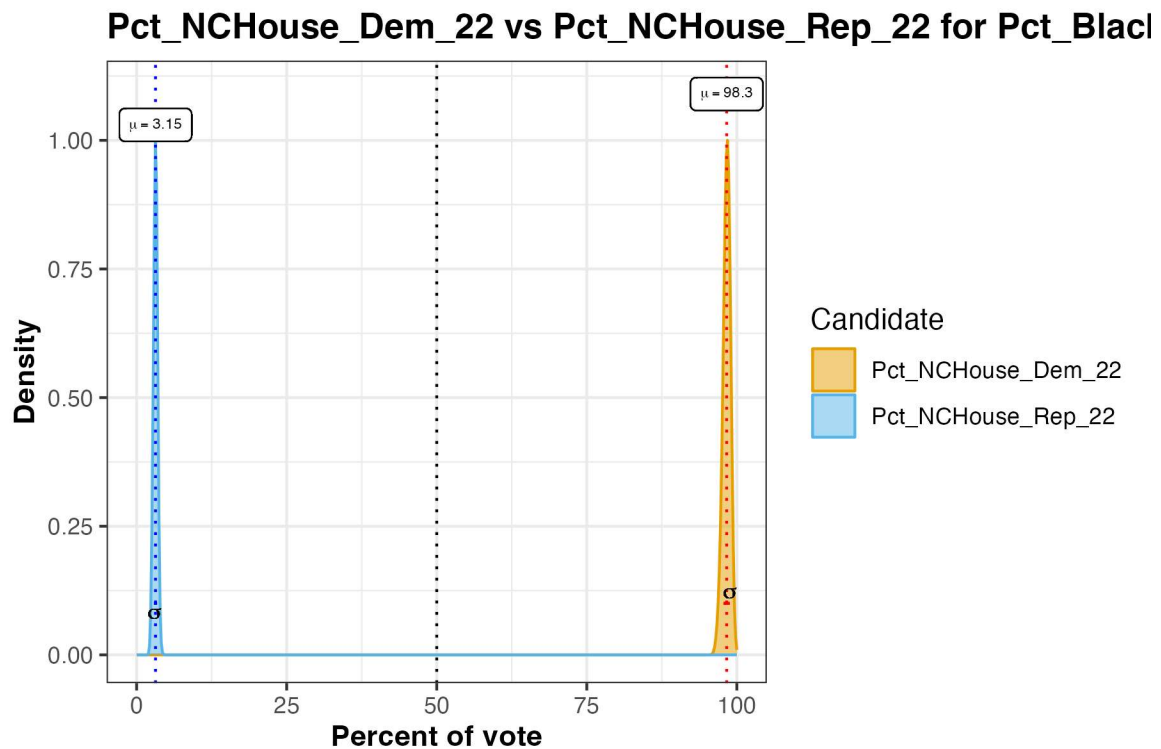 Pct_NCHouse_Dem_22 vs Pct_NCHouse_Rep_22 for Pct_Blac
μ = 98.3
μ = 3.15
1.00
0.75
0.50
0.25
0.00
Density
σ
σ
0
25
50
75
100
Percent of vote
Candidate
Pct_NCHouse_Dem_22
Pct_NCHouse_Rep_22